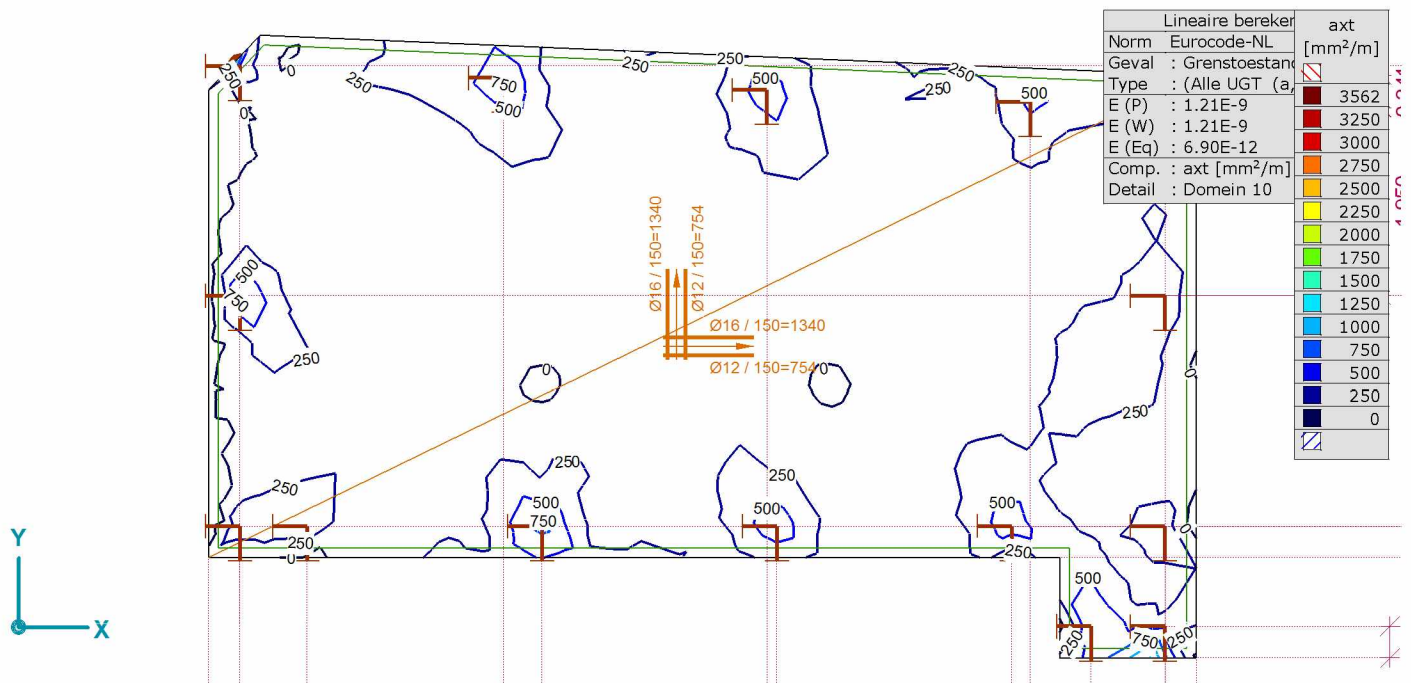 Lineaire bereker
Norm Eurocode-NL
Geval : Grenstoestand
Type : (Alle UGT (a,
E (P) : 1.21E-9
E (W) : 1.21E-9
E (Eq) : 6.90E-12
Comp. : axt [mm²/m]
Detail : Domein 10
axt
[mm²/m]
3562
3250
3000
2750
2500
2250
2000
1750
1500
1250
1000
750
500
250
0
250
0
0
250
750
500
250
250
500
250
250
500
500
750
250
Ø16 / 150=1340
Ø12 / 150=754
Ø16 / 150=1340
Ø12 / 150=754
0
0
0
250
250
250
0
250
500
750
250
500
500
250
0
500
250
750
250
Y
X